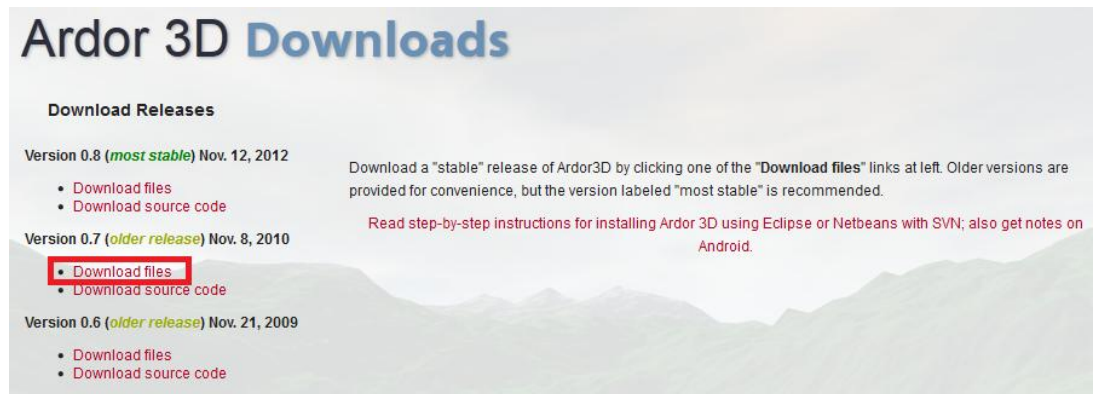 Ardor 3D Downloads
Download Releases
Version 0.8 (most stable) Nov. 12, 2012
• Download files
• Download source code
Version 0.7 (older release) Nov. 8, 2010
• Download files
• Download source code
Version 0.6 (older release) Nov. 21, 2009
• Download files
• Download source code
Download a "stable" release of Ardor3D by clicking one of the "Download files" links at left. Older versions are
provided for convenience, but the version labeled "most stable" is recommended.
Read step-by-step instructions for installing Ardor 3D using Eclipse or Netbeans with SVN; also get notes on
Android.